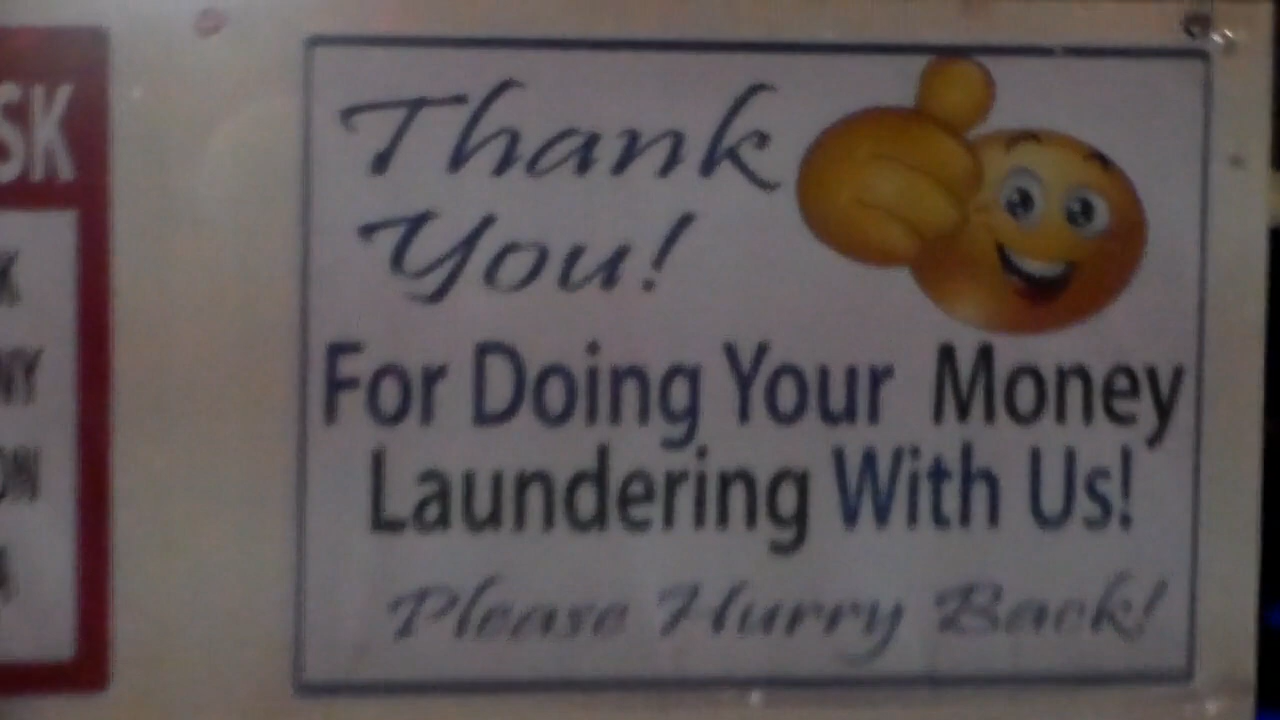 SK
Thank
You!
For Doing Your Money
Laundering With Us!
Please Hurry Back!